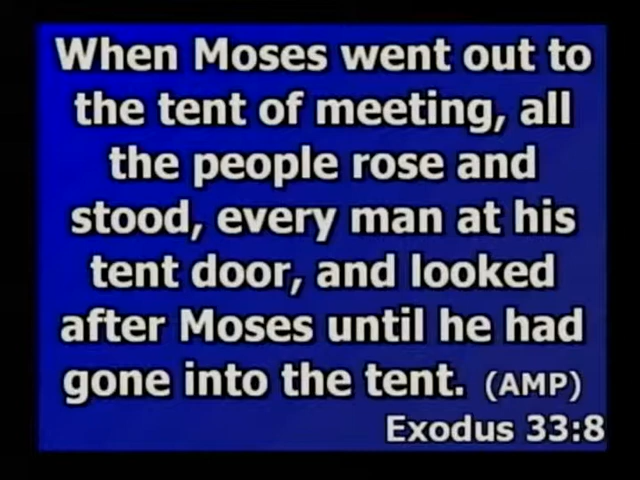 When Moses went out to
the tent of meeting, all
the people rose and
stood, every man at his
tent door, and looked
after Moses until he had
gone into the tent. (AMP)
Exodus 33:8